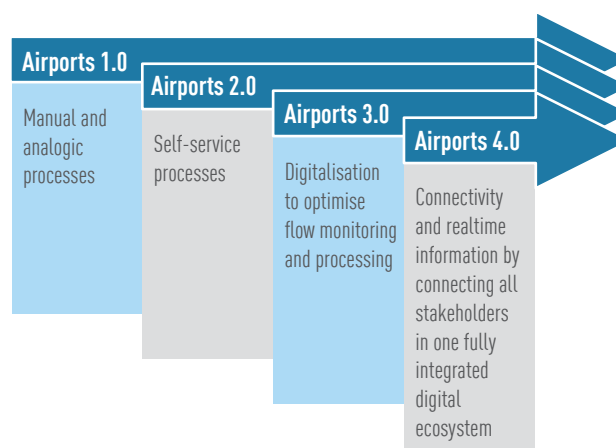 Airports 1.0
Manual and
analogic
processes
Airports 2.0
Self-service
processes
Airports 3.0
Digitalisation
to optimise
flow monitoring
and processing
Airports 4.0
Connectivity
and realtime
information by
connecting all
stakeholders
in one fully
integrated
digital
ecosystem